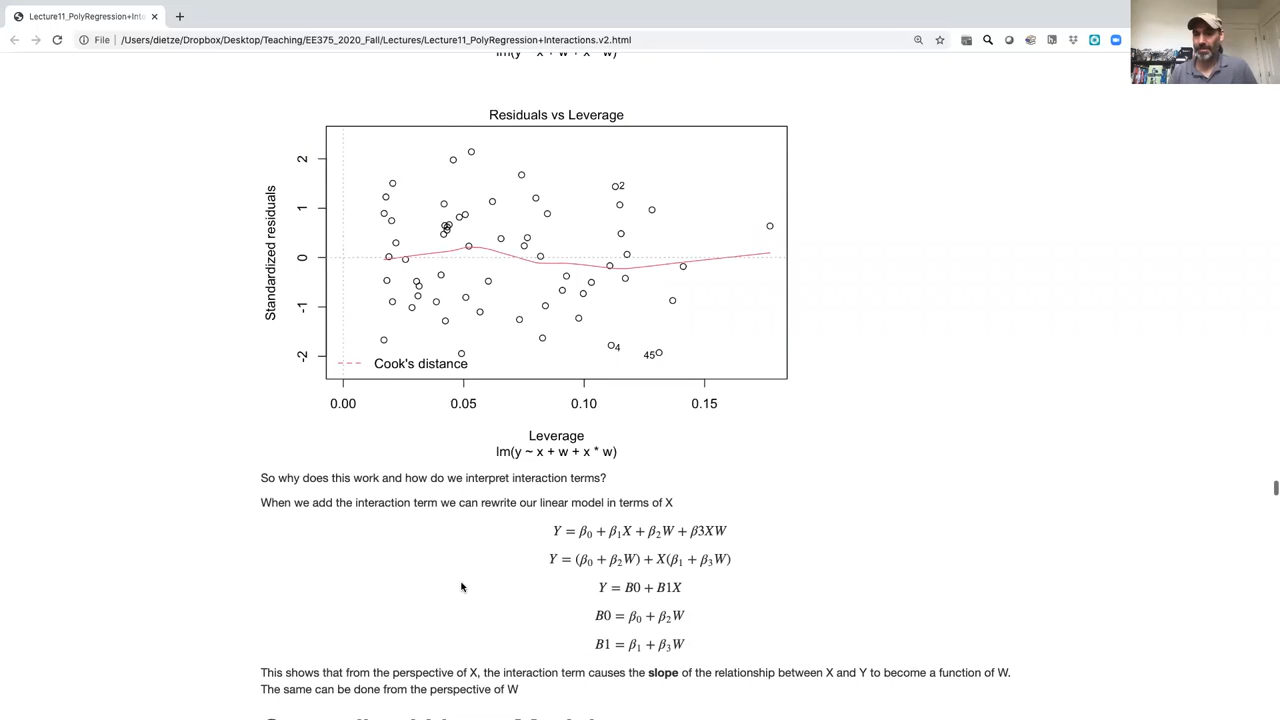 Lecture11_PolyRegression+Inte
File | /Users/dietze/Dropbox/Desktop/Teaching/EE375_2020_Fall/Lectures/Lecture11_PolyRegression+Interactions.v2.html
lm(y ~ x + w + x * w)
Residuals vs Leverage
Standardized residuals
2
1
0
-1
-2
2
4
45
Cook's distance
0.00 0.05 0.10 0.15
Leverage
lm(y ~ x + w + x * w)
So why does this work and how do we interpret interaction terms?
When we add the interaction term we can rewrite our linear model in terms of X
Y = β₀ + β₁X + β₂W + β3XW
Y = (β₀ + β₂W) + X(β₁ + β₃W)
Y = B0 + B1X
B0 = β₀ + β₂W
B1 = β₁ + β₃W
This shows that from the perspective of X, the interaction term causes the slope of the relationship between X and Y to become a function of W.
The same can be done from the perspective of W